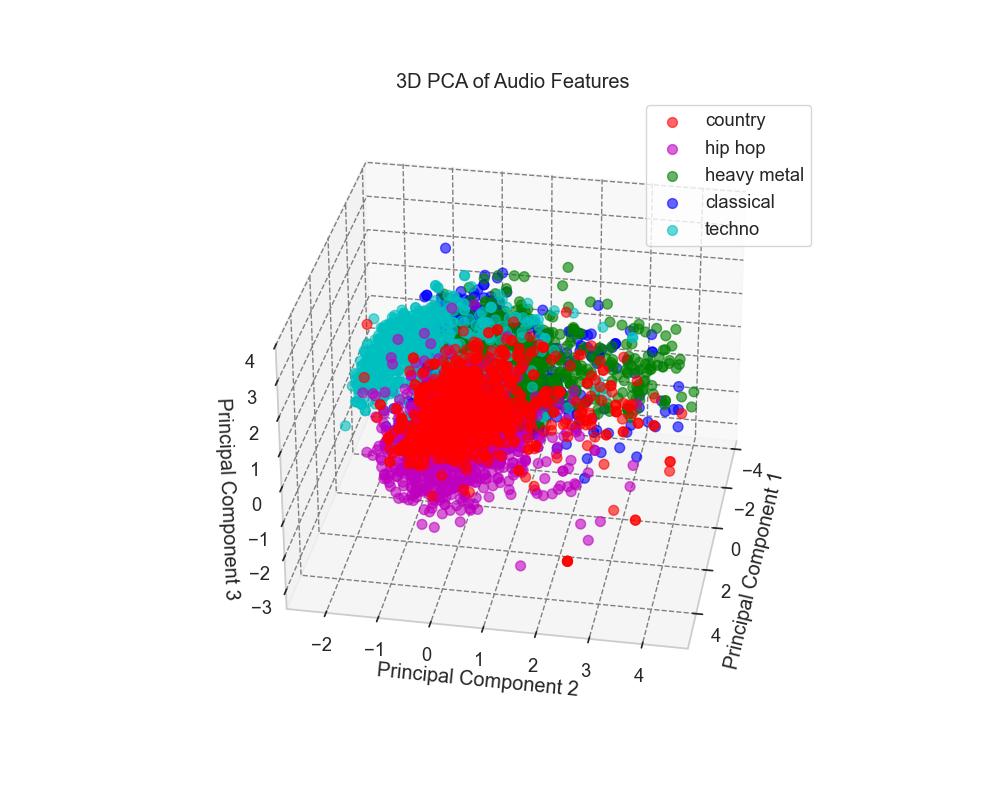 3D PCA of Audio Features
country
hip hop
heavy metal
classical
techno
4
3
2
1
0
−1
−2
−3
Principal Component 3
−2
−1
0
1
2
3
4
Principal Component 2
−4
−2
0
2
4
Principal Component 1